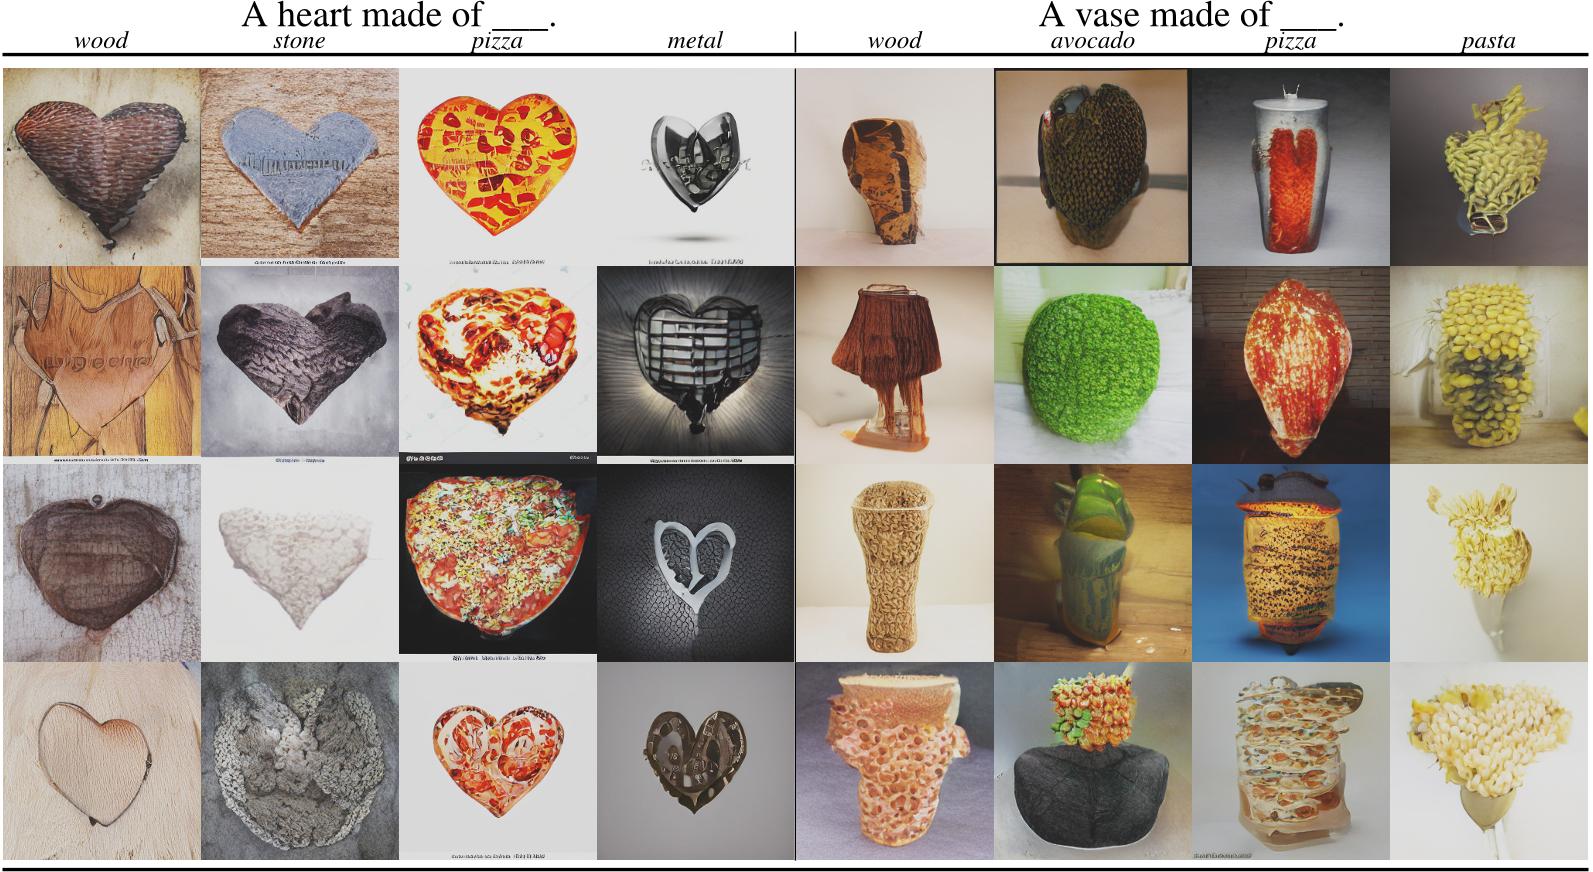 A heart made of ___.
A vase made of ___.
wood
stone
pizza
metal
wood
avocado
pizza
pasta